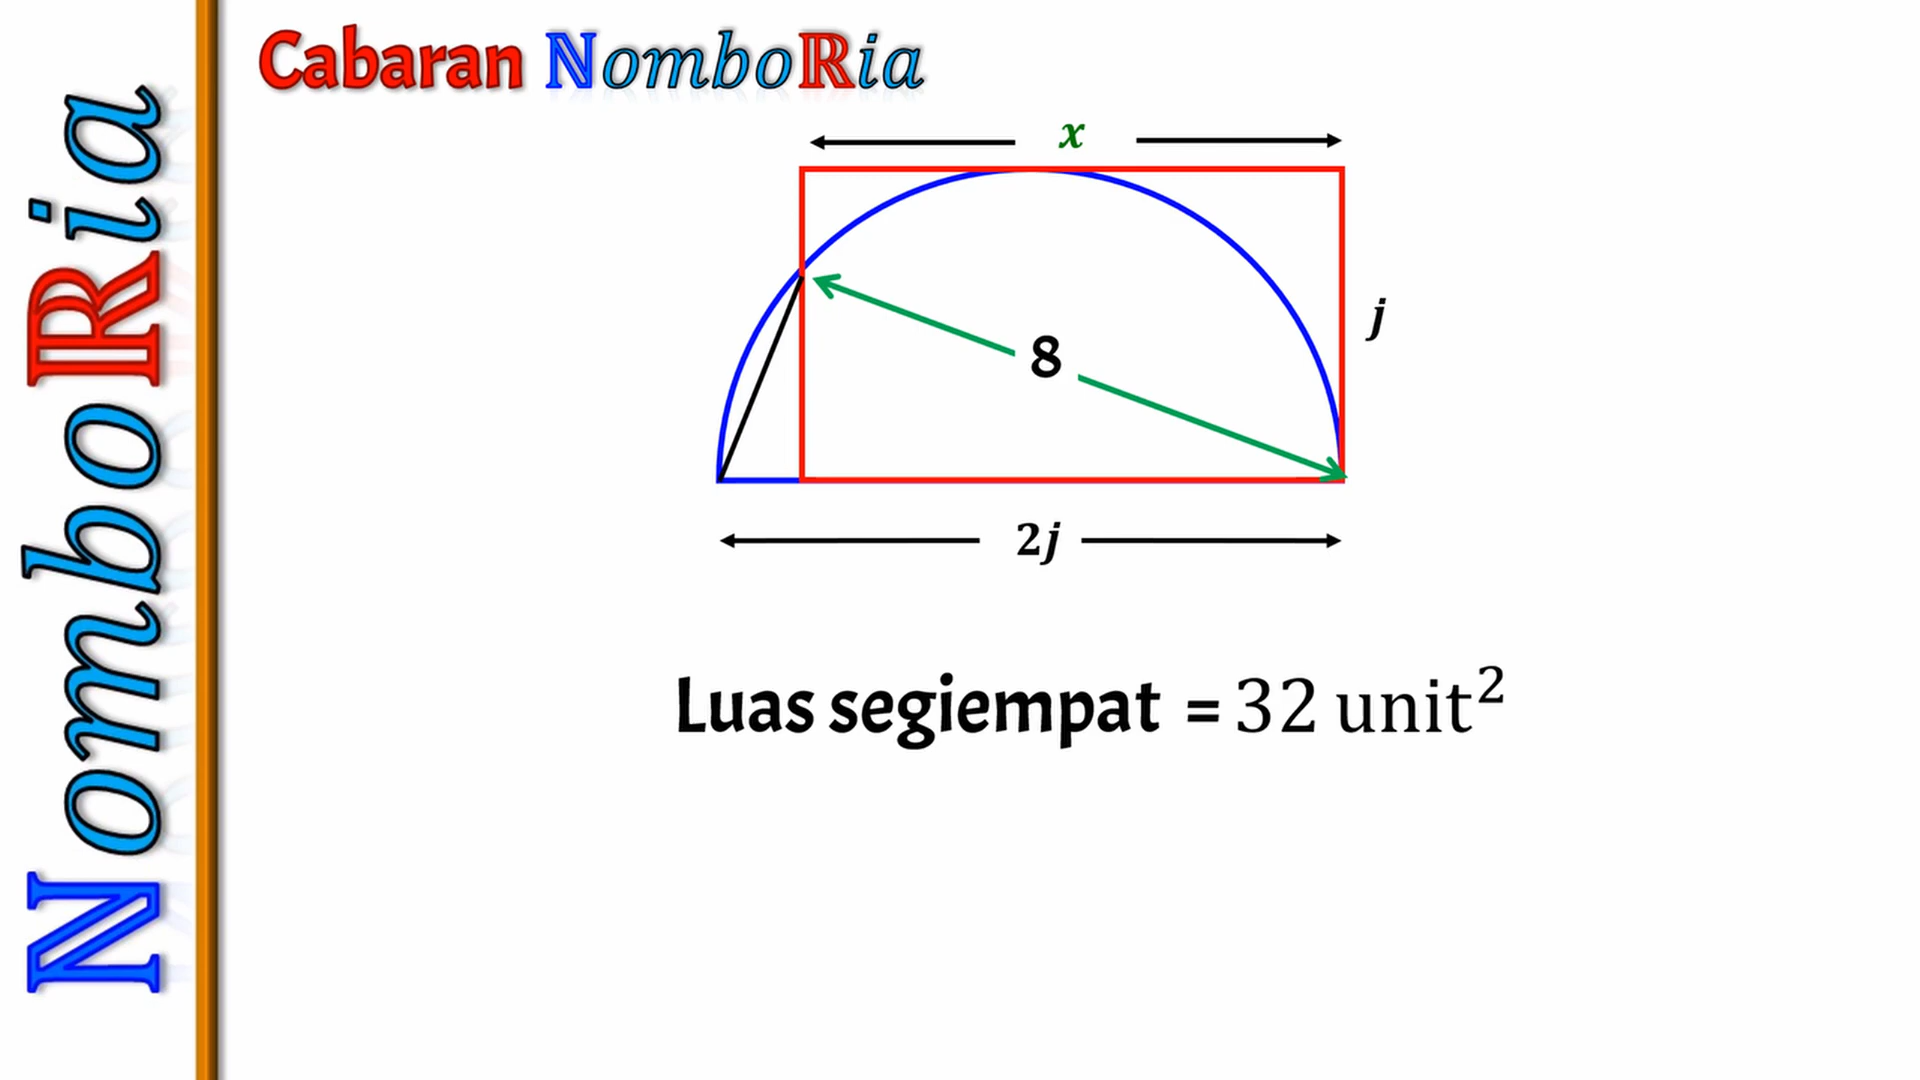 NomboRia
Cabaran NomboRia
x
8
j
2j
Luas segiempat = 32 unit²